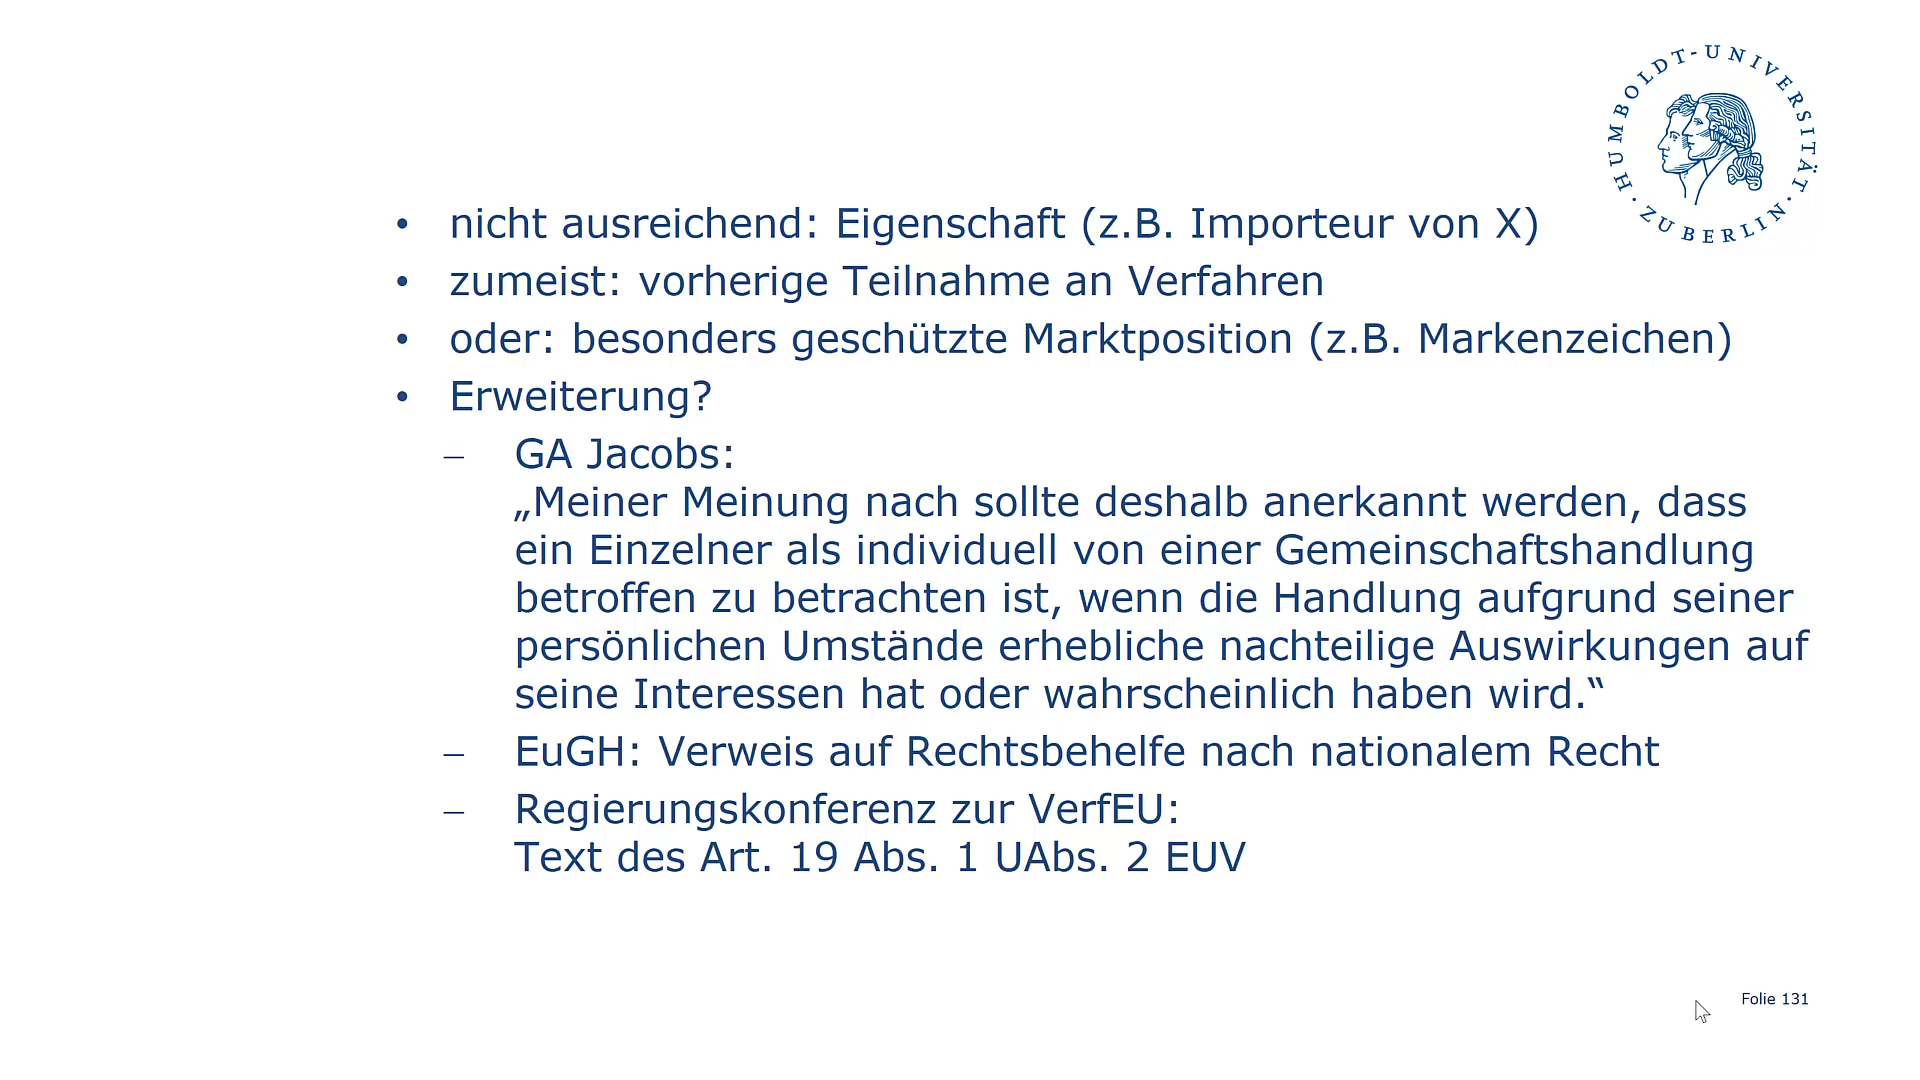 HUMBOLDT-UNIVERSITÄT · ZU BERLIN ·
• nicht ausreichend: Eigenschaft (z.B. Importeur von X)
• zumeist: vorherige Teilnahme an Verfahren
• oder: besonders geschützte Marktposition (z.B. Markenzeichen)
• Erweiterung?
– GA Jacobs:
„Meiner Meinung nach sollte deshalb anerkannt werden, dass
ein Einzelner als individuell von einer Gemeinschaftshandlung
betroffen zu betrachten ist, wenn die Handlung aufgrund seiner
persönlichen Umstände erhebliche nachteilige Auswirkungen auf
seine Interessen hat oder wahrscheinlich haben wird.“
– EuGH: Verweis auf Rechtsbehelfe nach nationalem Recht
– Regierungskonferenz zur VerfEU:
Text des Art. 19 Abs. 1 UAbs. 2 EUV
Folie 131